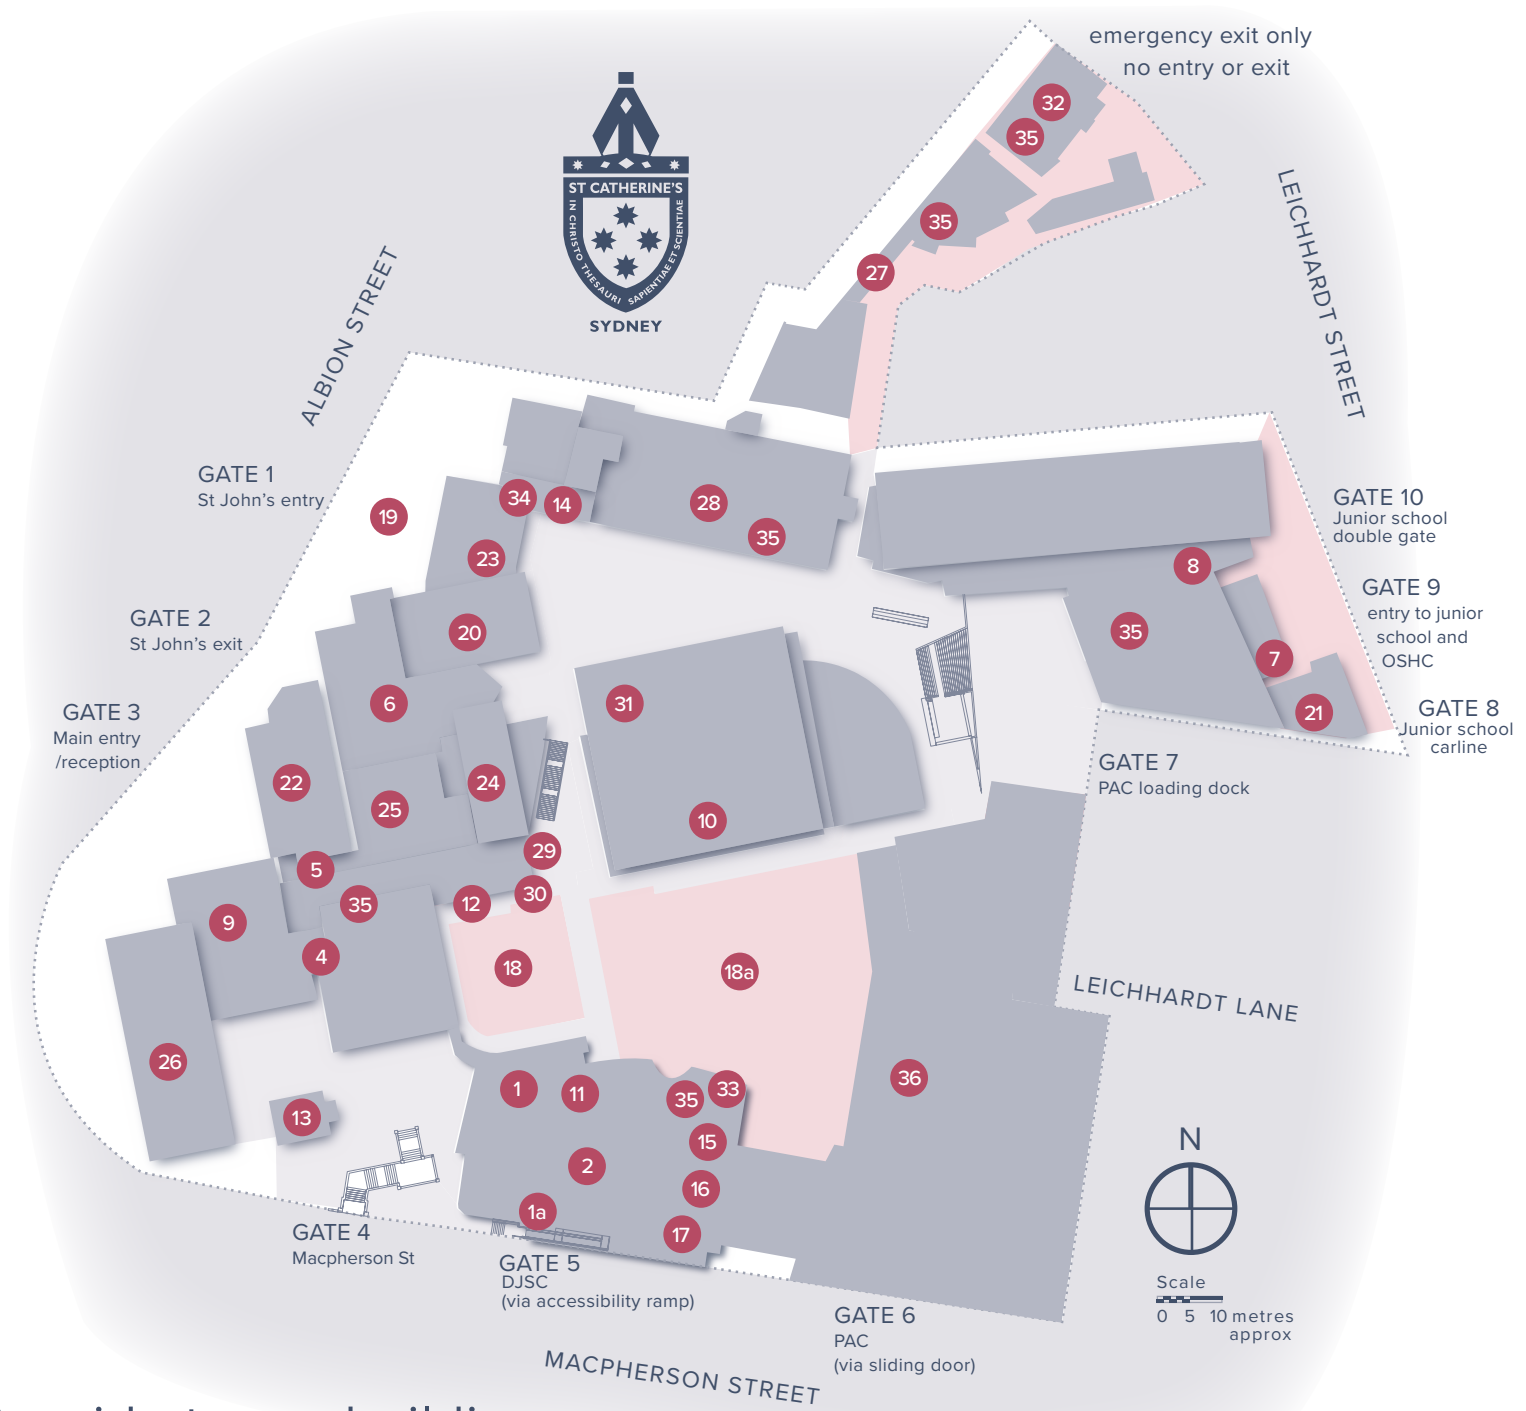 emergency exit only
no entry or exit
32
35
35
27
ST CATHERINE'S
IN CHRISTO THESAURI SAPIENTIAE ET SCIENTIAE
SYDNEY
ALBION STREET
LEICHHARDT STREET
GATE 1
St John's entry
19
34
14
28
35
23
GATE 10
Junior school
double gate
8
GATE 9
entry to junior
school and
OSHC
GATE 2
St John's exit
20
35
7
6
31
21
GATE 3
Main entry
/reception
GATE 8
Junior school
carline
22
25
24
10
GATE 7
PAC loading dock
29
5
35
12
30
9
4
18
18a
LEICHHARDT LANE
26
1
11
35
33
36
13
15
2
16
1a
17
N
GATE 4
Macpherson St
GATE 5
DJSC
(via accessibility ramp)
GATE 6
PAC
(via sliding door)
Scale
0 5 10 metres
approx
MACPHERSON STREET